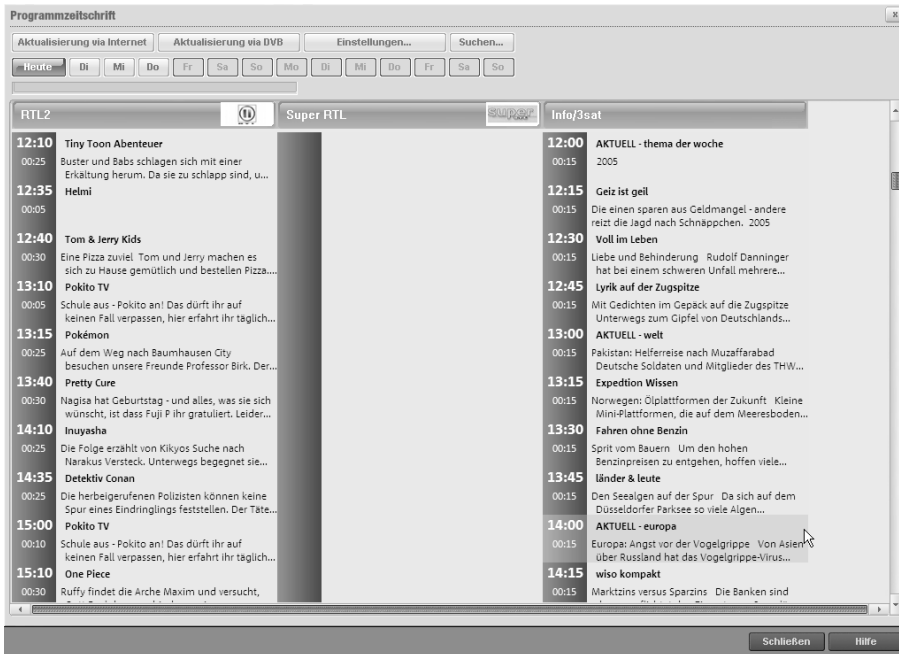 Programmzeitschrift
Aktualisierung via Internet Aktualisierung via DVB Einstellungen... Suchen...
Heute Di Mi Do Fr Sa So Mo Di Mi Do Fr Sa So
RTL2
12:10 Tiny Toon Abenteuer
00:25 Buster und Babs schlagen sich mit einer
Erkältung herum. Da sie zu schlapp sind, u...
12:35 Helmi
00:05
12:40 Tom & Jerry Kids
00:30 Eine Pizza zuviel Tom und Jerry machen es
sich zu Hause gemütlich und bestellen Pizza....
13:10 Pokito TV
00:05 Schule aus - Pokito an! Das dürft ihr auf
keinen Fall verpassen, hier erfahrt ihr täglich...
13:15 Pokémon
00:25 Auf dem Weg nach Baumhausen City
besuchen unsere Freunde Professor Birk. Der...
13:40 Pretty Cure
00:30 Nagisa hat Geburtstag - und alles, was sie sich
wünscht, ist dass Fuji P ihr gratuliert. Leider...
14:10 Inuyasha
00:25 Die Folge erzählt von Kikyos Suche nach
Narakus Versteck. Unterwegs begegnet sie...
14:35 Detektiv Conan
00:25 Die herbeigerufenen Polizisten können keine
Spur eines Eindringlings feststellen. Der Täte...
15:00 Pokito TV
00:10 Schule aus - Pokito an! Das dürft ihr auf
keinen Fall verpassen, hier erfahrt ihr täglich...
15:10 One Piece
00:30 Ruffy findet die Arche Maxim und versucht,
Super RTL super
Info/3sat
12:00 AKTUELL - thema der woche
00:15 2005
12:15 Geiz ist geil
00:15 Die einen sparen aus Geldmangel - andere
reizt die Jagd nach Schnäppchen. 2005
12:30 Voll im Leben
00:15 Liebe und Behinderung Rudolf Danninger
hat bei einem schweren Unfall mehrere...
12:45 Lyrik auf der Zugspitze
00:15 Mit Gedichten im Gepäck auf die Zugspitze
Unterwegs zum Gipfel von Deutschlands...
13:00 AKTUELL - welt
00:15 Pakistan: Helferreise nach Muzaffarabad
Deutsche Soldaten und Mitglieder des THW...
13:15 Expedtion Wissen
00:15 Norwegen: Ölplattformen der Zukunft Kleine
Mini-Plattformen, die auf dem Meeresboden...
13:30 Fahren ohne Benzin
00:15 Sprit vom Bauern Um den hohen
Benzinpreisen zu entgehen, hoffen viele...
13:45 länder & leute
00:15 Den Seealgen auf der Spur Da sich auf dem
Düsseldorfer Parksee so viele Algen...
14:00 AKTUELL - europa
00:15 Europa: Angst vor der Vogelgrippe Von Asien
über Russland hat das Vogelgrippe-Virus...
14:15 wiso kompakt
00:15 Marktzins versus Sparzins Die Banken sind
Schließen Hilfe